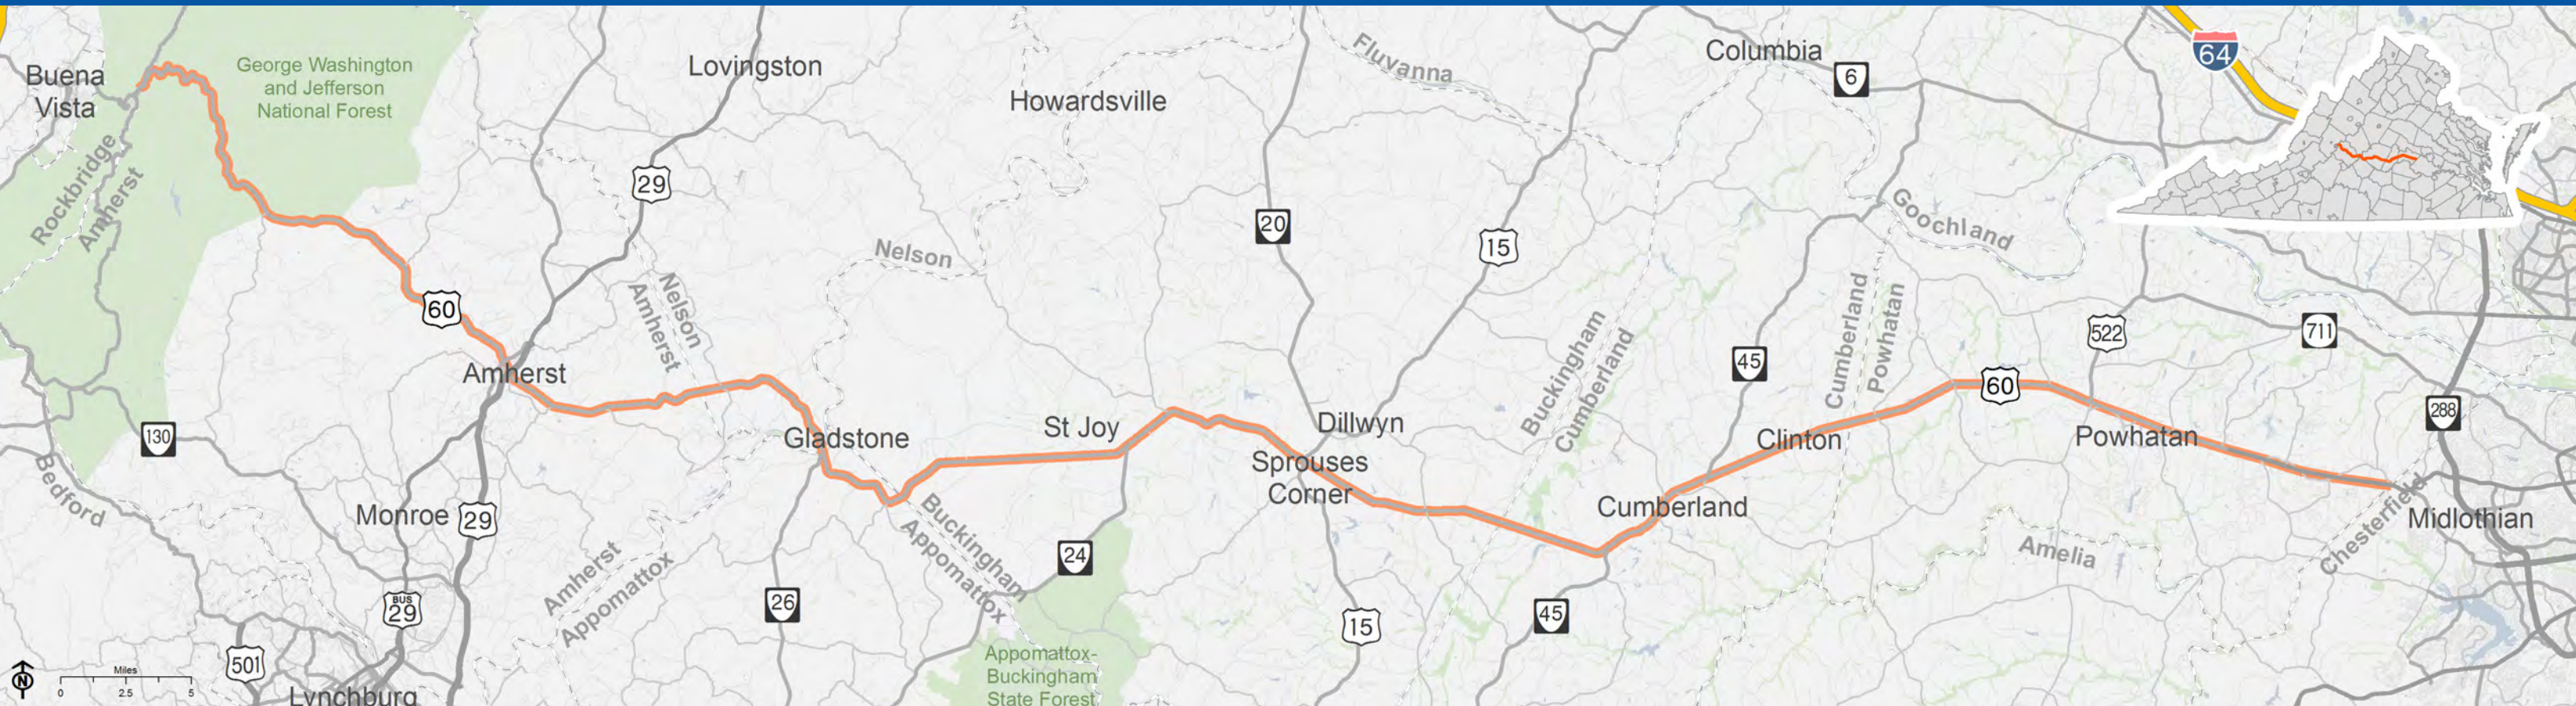 Buena
Vista
George Washington
and Jefferson
National Forest
Lovingston
Howardsville
Fluvanna
Columbia
6
64
Rockbridge
Amherst
29
Nelson
20
15
Goochland
Nelson
Amherst
60
Amherst
Buckingham
Cumberland
45
Cumberland
Powhatan
60
522
711
288
130
Bedford
Monroe
29
Gladstone
St Joy
Dillwyn
Sprouses
Corner
Clinton
Powhatan
Cumberland
Midlothian
Chesterfield
Amelia
Buckingham
Appomattox
24
Amherst
Appomattox
BUS
29
26
15
45
501
Appomattox-
Buckingham
State Forest
Lynchburg
N
Miles
0 2.5 5